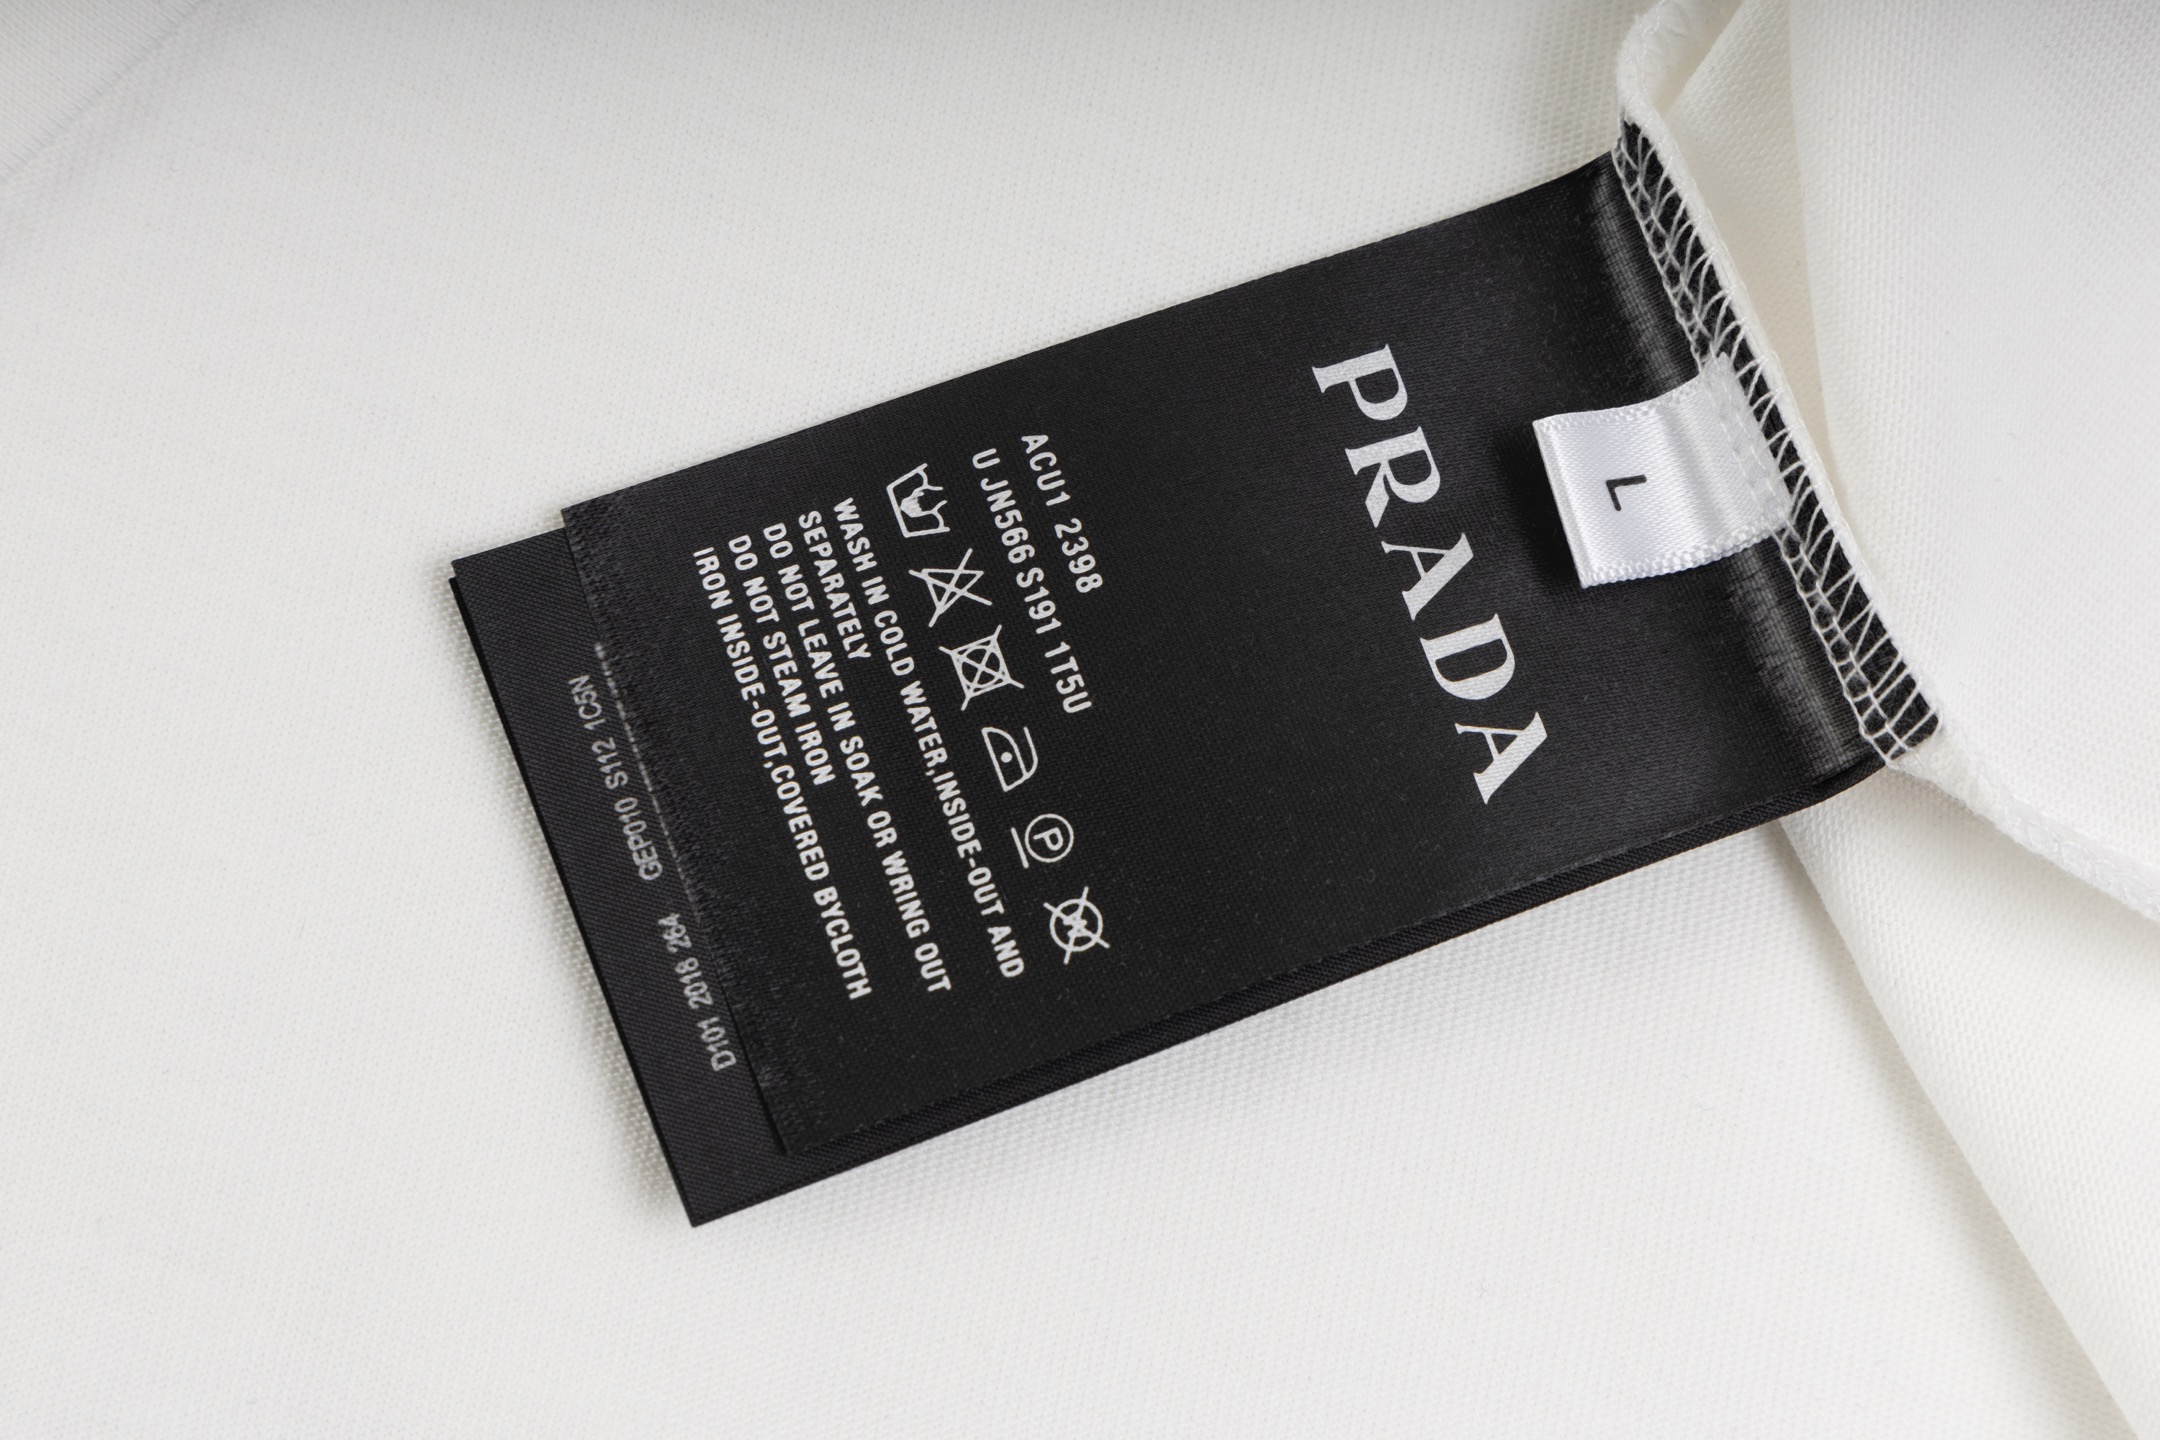 L
PRADA
ACU1 2398
UJN566 S191 1T5U
P
WASH IN COLD WATER,INSIDE-OUT AND
SEPARATELY
DO NOT LEAVE IN SOAK OR WRING OUT
DO NOT STEAM IRON
IRON INSIDE-OUT,COVERED BYCLOTH
D101 2018 264 GEP010 S112 1C5N